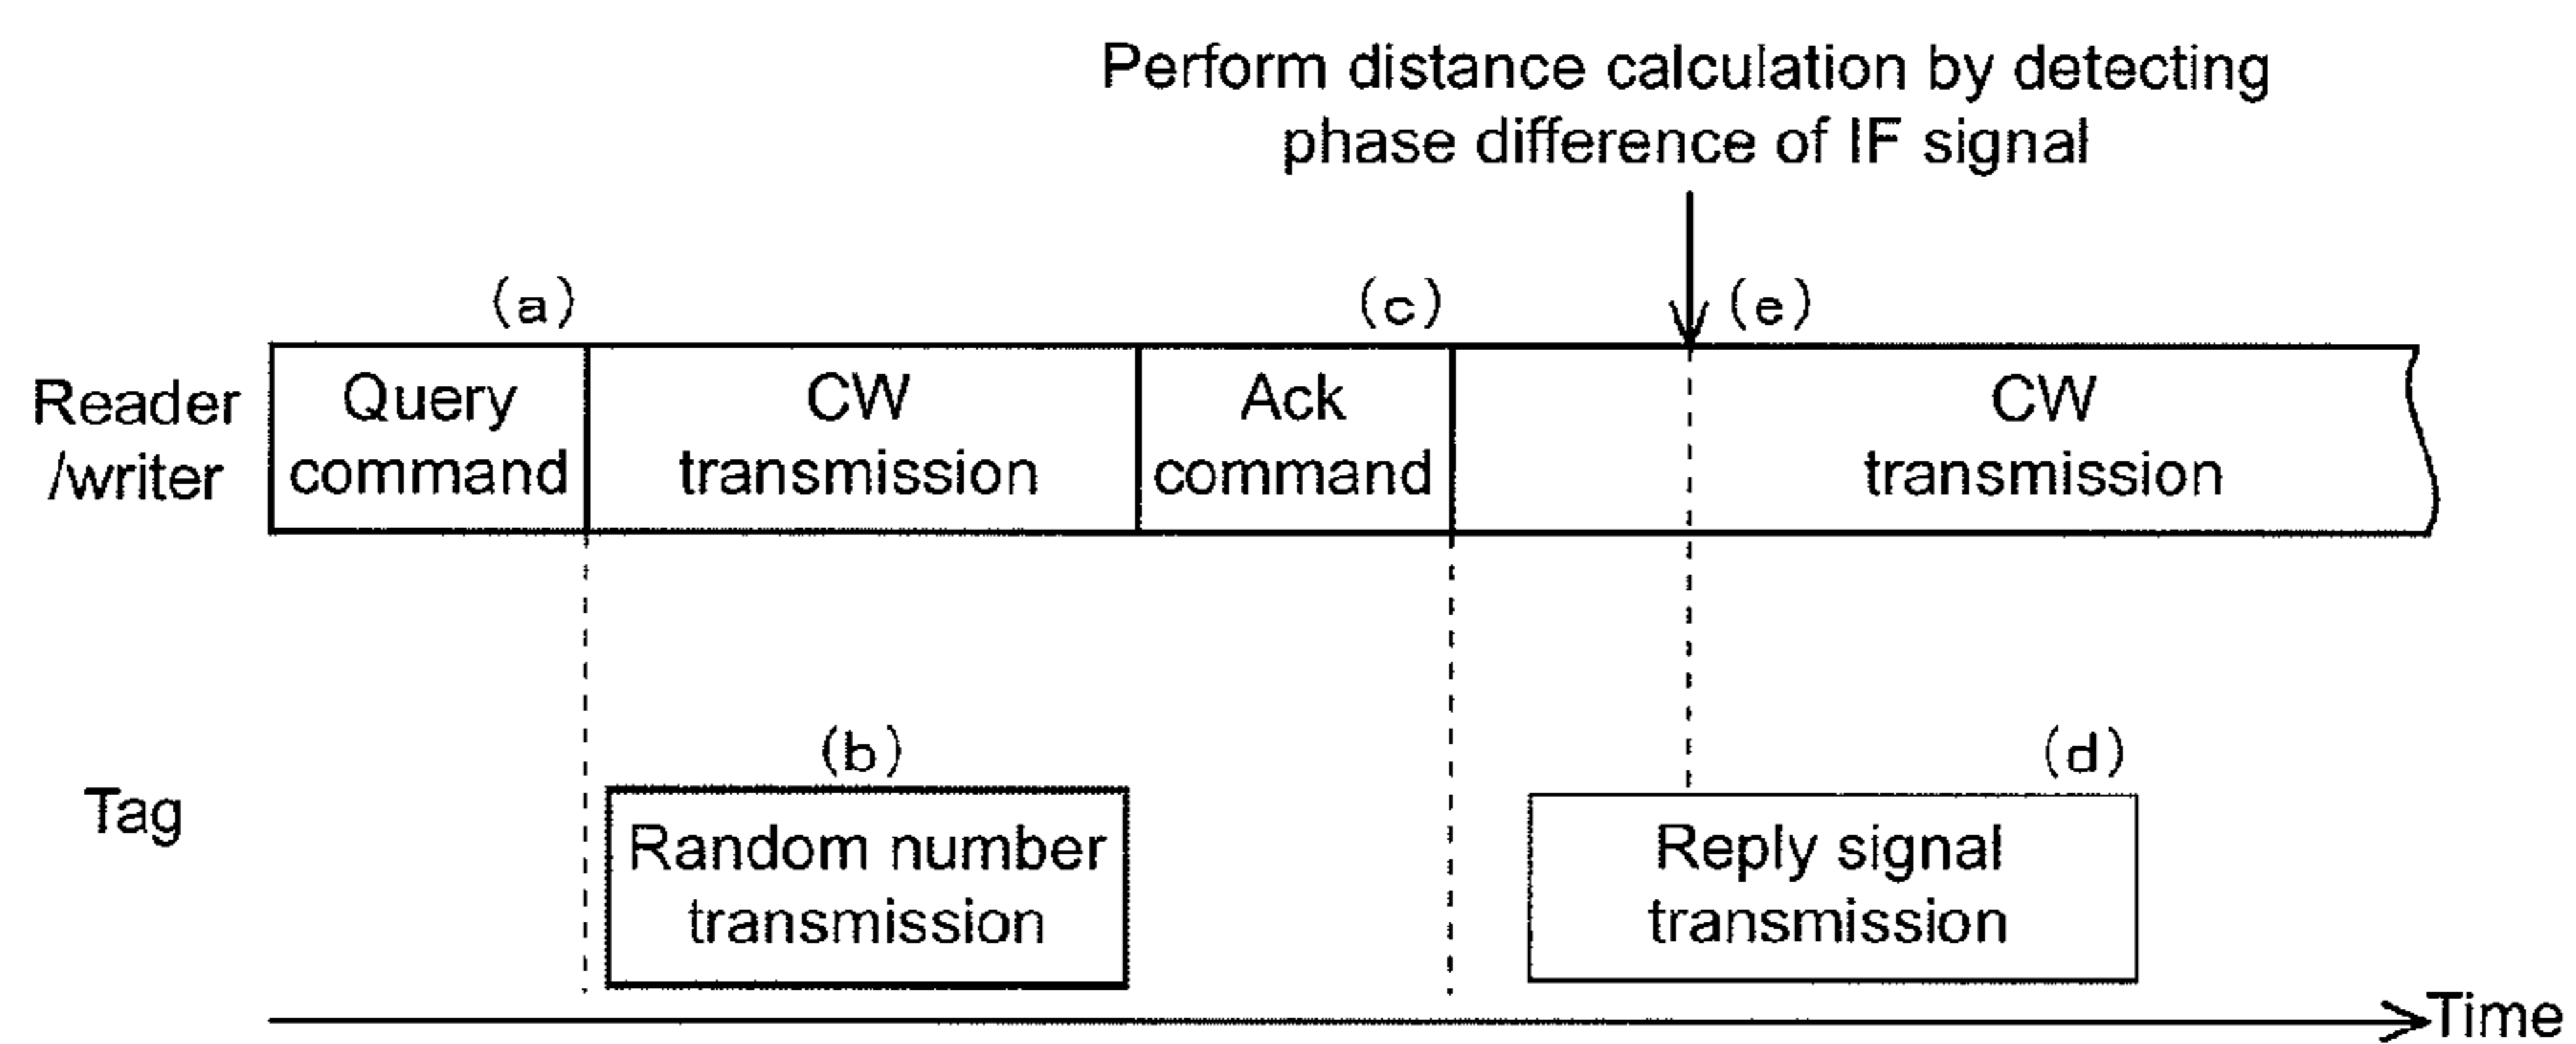 Perform distance calculation by detecting
phase difference of IF signal
(a)
(c)
(e)
Reader
/writer
Query
command
CW
transmission
Ack
command
CW
transmission
(b)
(d)
Tag
Random number
transmission
Reply signal
transmission
Time